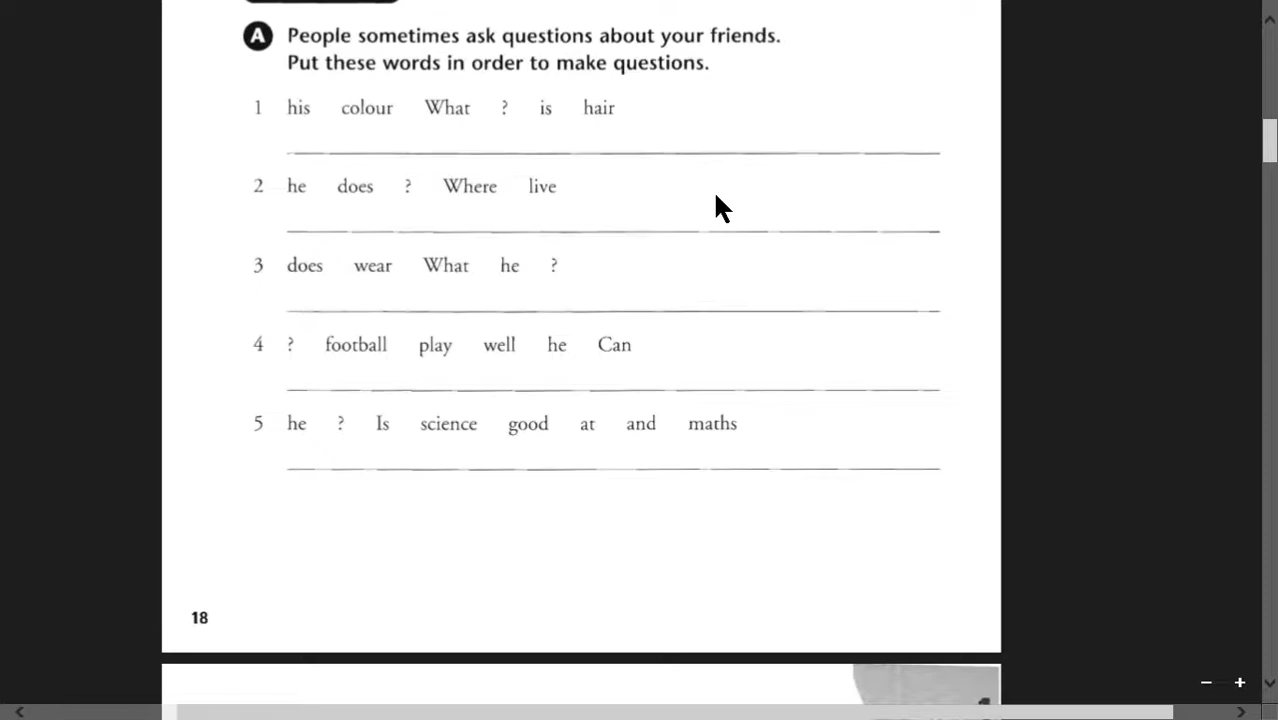 A People sometimes ask questions about your friends.
Put these words in order to make questions.
1 his colour What ? is hair
2 he does ? Where live
3 does wear What he ?
4 ? football play well he Can
5 he ? Is science good at and maths
18